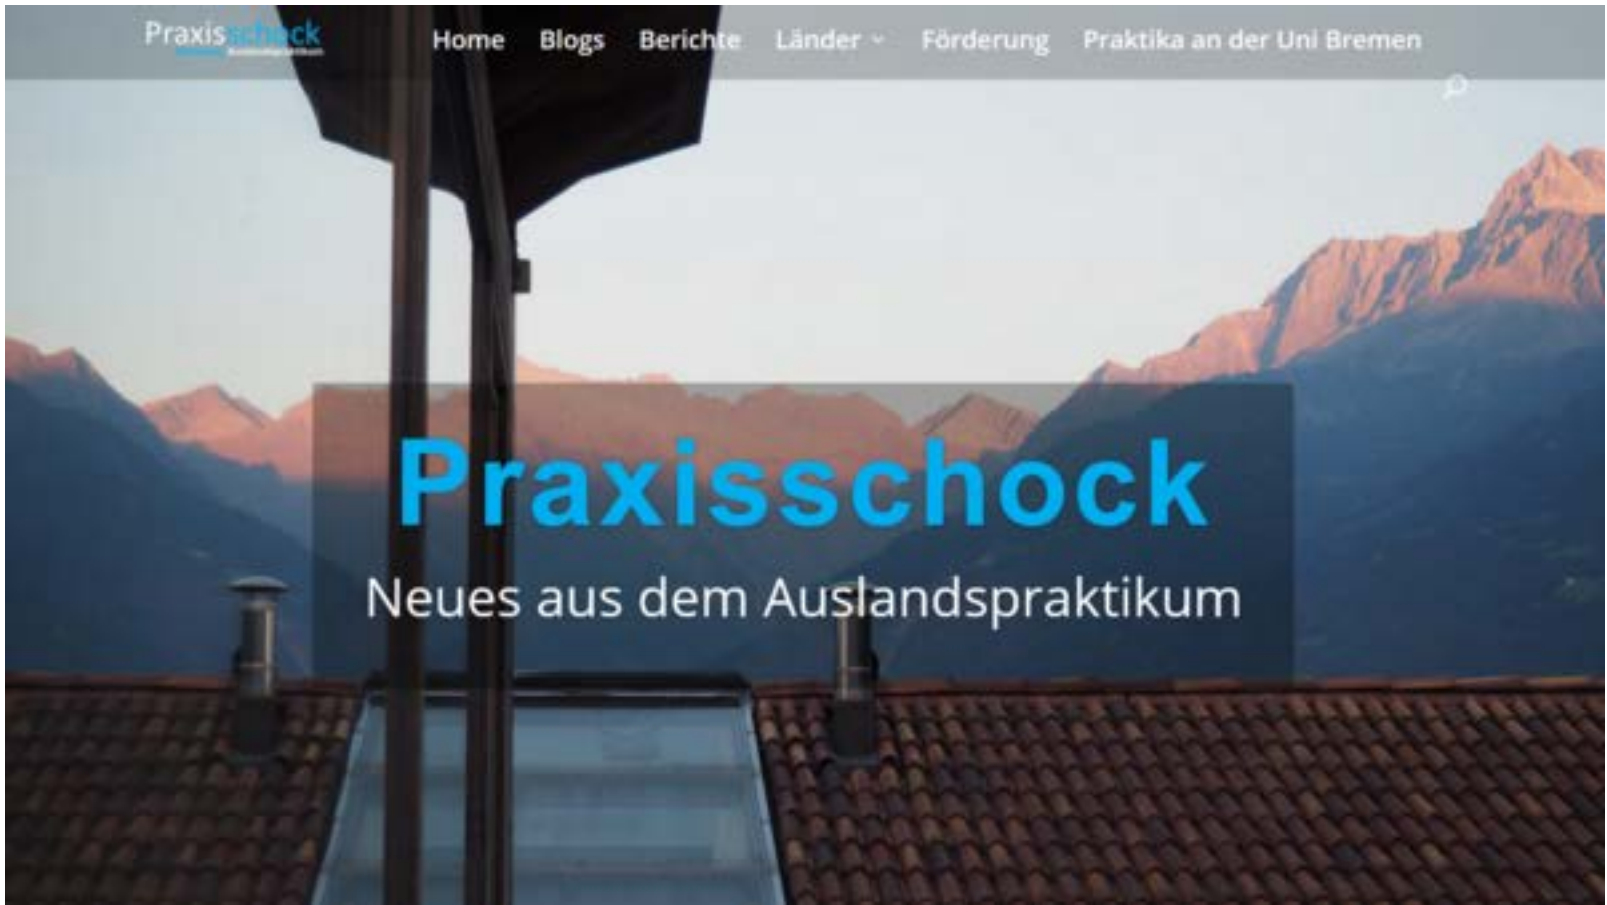 Praxisschock
Home Blogs Berichte Länder Förderung Praktika an der Uni Bremen
Praxisschock
Neues aus dem Auslandspraktikum